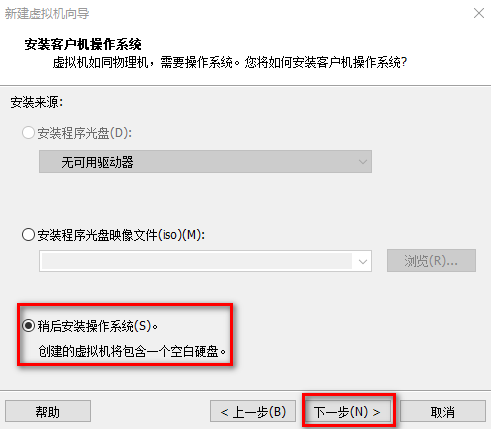 新建虚拟机向导
安装客户机操作系统
虚拟机如同物理机，需要操作系统。您将如何安装客户机操作系统?
安装来源:
安装程序光盘(D):
无可用驱动器
安装程序光盘映像文件(iso)(M):
浏览(R)...
稍后安装操作系统(S)。
创建的虚拟机将包含一个空白硬盘。
帮助
< 上一步(B)
下一步(N) >
取消